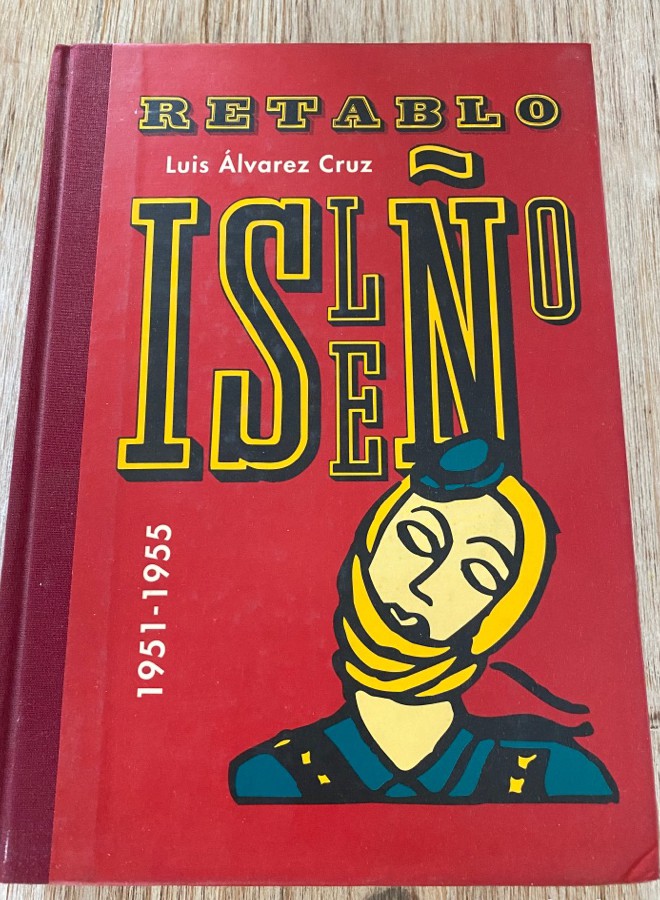 RETABLO
Luis Álvarez Cruz
ISLEÑO
1951-1955